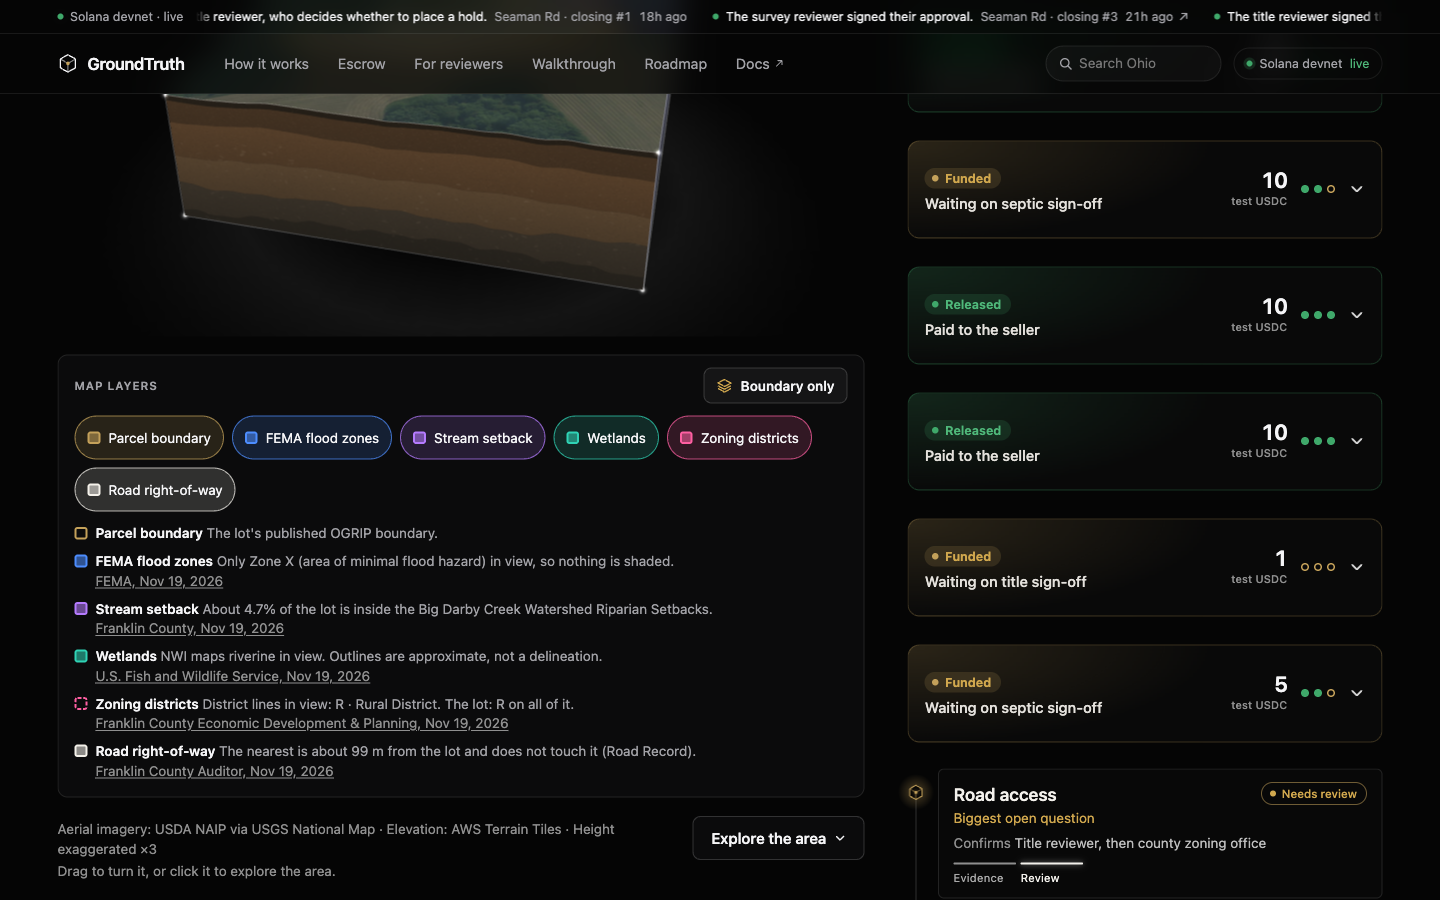 Solana devnet · live
reviewer, who decides whether to place a hold. Seaman Rd · closing #1 18h ago
The survey reviewer signed their approval. Seaman Rd · closing #3 21h ago ↗
The title reviewer signed
GroundTruth
How it works
Escrow
For reviewers
Walkthrough
Roadmap
Docs ↗
Search Ohio
Solana devnet live
Funded
Waiting on septic sign-off
10
test USDC
Released
Paid to the seller
10
test USDC
Released
Paid to the seller
10
test USDC
Funded
Waiting on title sign-off
1
test USDC
Funded
Waiting on septic sign-off
5
test USDC
MAP LAYERS
Boundary only
Parcel boundary
FEMA flood zones
Stream setback
Wetlands
Zoning districts
Road right-of-way
Parcel boundary The lot's published OGRIP boundary.
FEMA flood zones Only Zone X (area of minimal flood hazard) in view, so nothing is shaded.
FEMA, Nov 19, 2026
Stream setback About 4.7% of the lot is inside the Big Darby Creek Watershed Riparian Setbacks.
Franklin County, Nov 19, 2026
Wetlands NWI maps riverine in view. Outlines are approximate, not a delineation.
U.S. Fish and Wildlife Service, Nov 19, 2026
Zoning districts District lines in view: R · Rural District. The lot: R on all of it.
Franklin County Economic Development & Planning, Nov 19, 2026
Road right-of-way The nearest is about 99 m from the lot and does not touch it (Road Record).
Franklin County Auditor, Nov 19, 2026
Aerial imagery: USDA NAIP via USGS National Map · Elevation: AWS Terrain Tiles · Height
exaggerated ×3
Drag to turn it, or click it to explore the area.
Explore the area
Road access
Needs review
Biggest open question
Confirms Title reviewer, then county zoning office
Evidence
Review